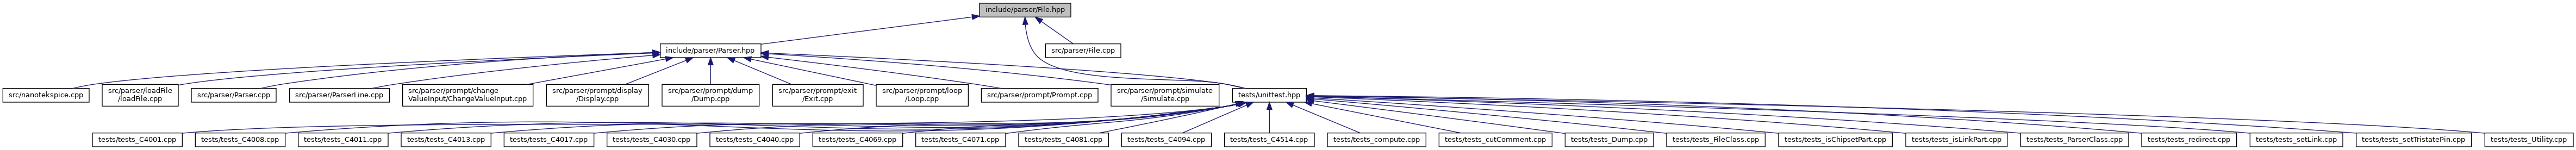 include/parser/File.hpp
include/parser/Parser.hpp
src/parser/File.cpp
src/nanotekspice.cpp
src/parser/loadFile
/loadFile.cpp
src/parser/Parser.cpp
src/parser/ParserLine.cpp
src/parser/prompt/change
ValueInput/ChangeValueInput.cpp
src/parser/prompt/display
/Display.cpp
src/parser/prompt/dump
/Dump.cpp
src/parser/prompt/exit
/Exit.cpp
src/parser/prompt/loop
/Loop.cpp
src/parser/prompt/Prompt.cpp
src/parser/prompt/simulate
/Simulate.cpp
tests/unittest.hpp
tests/tests_C4001.cpp
tests/tests_C4008.cpp
tests/tests_C4011.cpp
tests/tests_C4013.cpp
tests/tests_C4017.cpp
tests/tests_C4030.cpp
tests/tests_C4040.cpp
tests/tests_C4069.cpp
tests/tests_C4071.cpp
tests/tests_C4081.cpp
tests/tests_C4094.cpp
tests/tests_C4514.cpp
tests/tests_compute.cpp
tests/tests_cutComment.cpp
tests/tests_Dump.cpp
tests/tests_FileClass.cpp
tests/tests_isChipsetPart.cpp
tests/tests_isLinkPart.cpp
tests/tests_ParserClass.cpp
tests/tests_redirect.cpp
tests/tests_setLink.cpp
tests/tests_setTristatePin.cpp
tests/tests_Utility.cpp